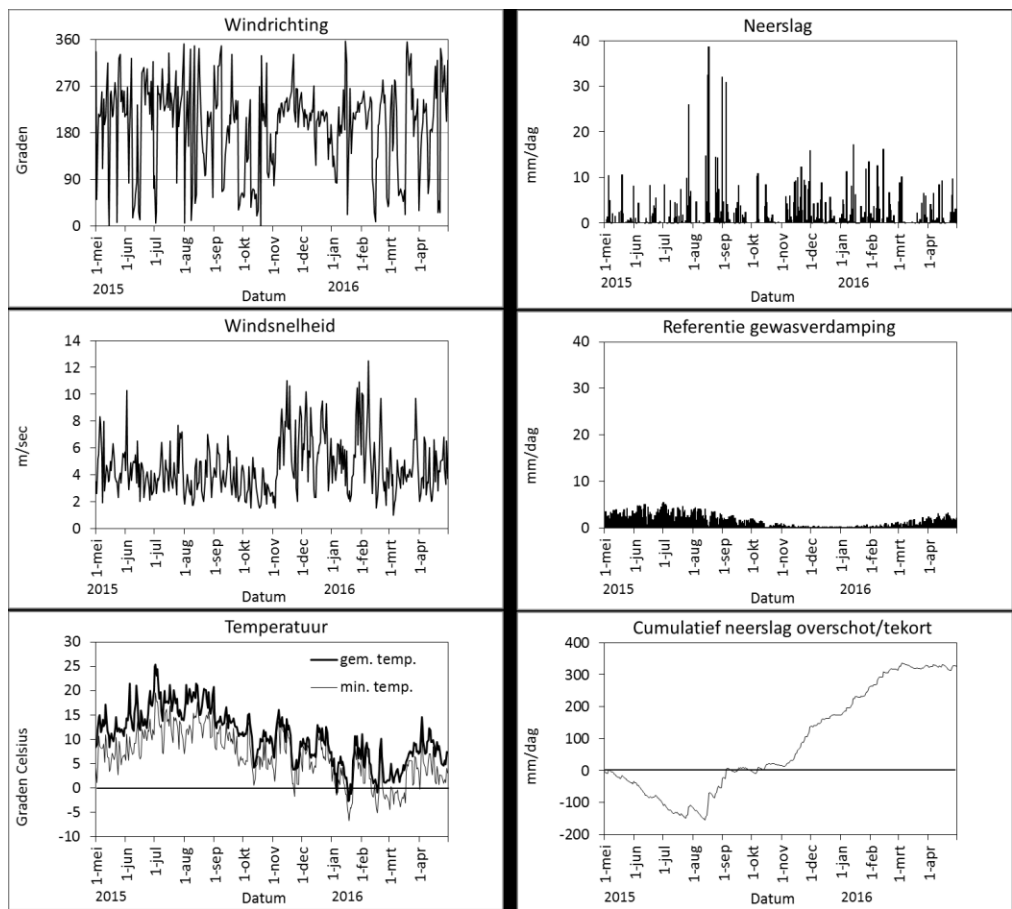 Windrichting
Graden
360
270
180
90
0
1-mei
1-jun
1-jul
1-aug
1-sep
1-okt
1-nov
1-dec
1-jan
1-feb
1-mrt
1-apr
2015
2016
Datum
Neerslag
mm/dag
40
30
20
10
0
1-mei
1-jun
1-jul
1-aug
1-sep
1-okt
1-nov
1-dec
1-jan
1-feb
1-mrt
1-apr
2015
2016
Datum
Windsnelheid
m/sec
14
12
10
8
6
4
2
0
1-mei
1-jun
1-jul
1-aug
1-sep
1-okt
1-nov
1-dec
1-jan
1-feb
1-mrt
1-apr
2015
2016
Datum
Referentie gewasverdamping
mm/dag
40
30
20
10
0
1-mei
1-jun
1-jul
1-aug
1-sep
1-okt
1-nov
1-dec
1-jan
1-feb
1-mrt
1-apr
2015
2016
Datum
Temperatuur
Graden Celsius
30
25
20
15
10
5
0
-5
-10
gem. temp.
min. temp.
1-mei
1-jun
1-jul
1-aug
1-sep
1-okt
1-nov
1-dec
1-jan
1-feb
1-mrt
1-apr
2015
2016
Datum
Cumulatief neerslag overschot/tekort
mm/dag
400
300
200
100
0
-100
-200
1-mei
1-jun
1-jul
1-aug
1-sep
1-okt
1-nov
1-dec
1-jan
1-feb
1-mrt
1-apr
2015
2016
Datum